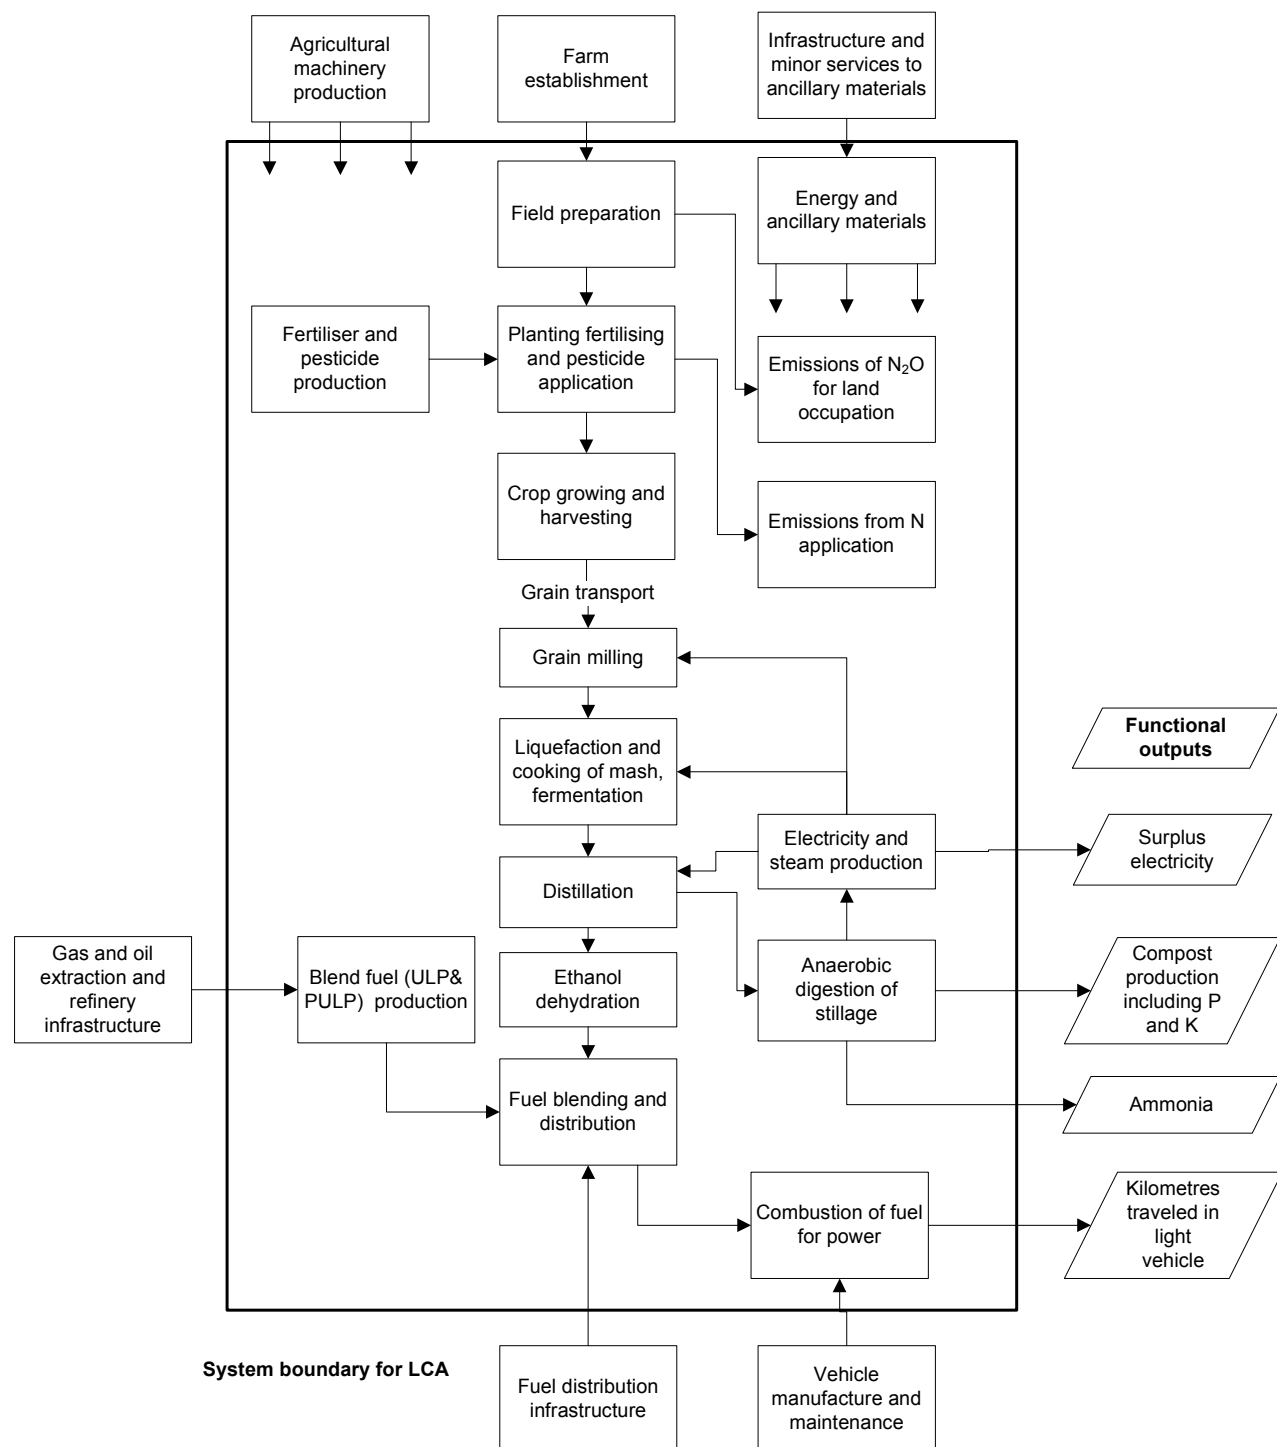 Agricultural
machinery
production
Farm
establishment
Infrastructure and
minor services to
ancillary materials
Field preparation
Energy and
ancillary materials
Fertiliser and
pesticide
production
Planting fertilising
and pesticide
application
Emissions of N₂O
for land
occupation
Crop growing and
harvesting
Emissions from N
application
Grain transport
Grain milling
Liquefaction and
cooking of mash,
fermentation
Functional
outputs
Electricity and
steam production
Surplus
electricity
Distillation
Gas and oil
extraction and
refinery
infrastructure
Blend fuel (ULP&
PULP) production
Ethanol
dehydration
Anaerobic
digestion of
stillage
Compost
production
including P
and K
Fuel blending and
distribution
Ammonia
Combustion of fuel
for power
Kilometres
traveled in
light
vehicle
System boundary for LCA
Fuel distribution
infrastructure
Vehicle
manufacture and
maintenance